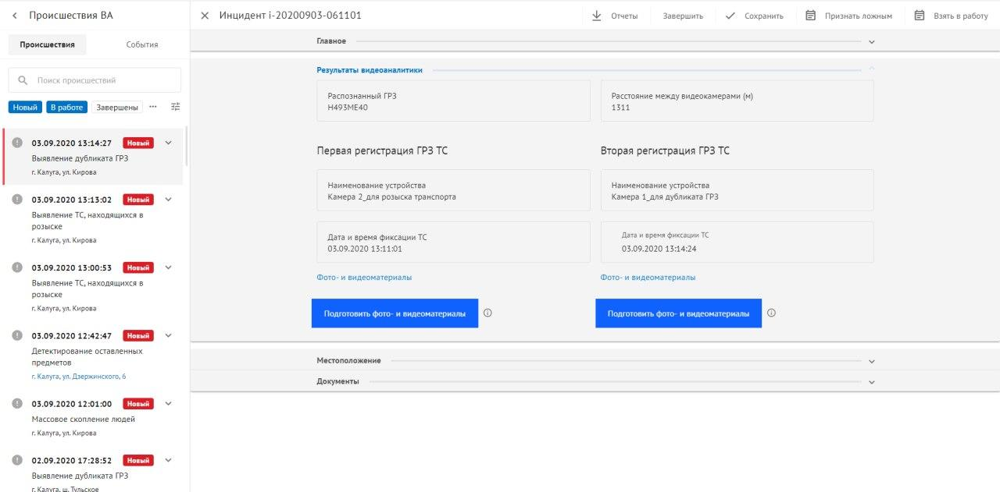 Происшествия ВА
Происшествия
События
Поиск происшествий
Новый
В работе
Завершены
03.09.2020 13:14:27
Новый
Выявление дубликата ГРЗ
г. Калуга, ул. Кирова
03.09.2020 13:13:02
Новый
Выявление ТС, находящихся в
розыске
г. Калуга, ул. Кирова
03.09.2020 13:00:53
Новый
Выявление ТС, находящихся в
розыске
г. Калуга, ул. Кирова
03.09.2020 12:42:47
Новый
Детектирование оставленных
предметов
г. Калуга, ул. Дзержинского, 6
03.09.2020 12:01:00
Новый
Массовое скопление людей
г. Калуга, ул. Кирова
02.09.2020 17:28:52
Новый
Выявление дубликата ГРЗ
г. Калуга, ш. Тульское
Инцидент i-20200903-061101
Отчеты
Завершить
Сохранить
Признать ложным
Взять в работу
Главное
Результаты видеоаналитики
Распознанный ГРЗ
Н493МЕ40
Расстояние между видеокамерами (м)
1311
Первая регистрация ГРЗ ТС
Наименование устройства
Камера 2_для розыска транспорта
Дата и время фиксации ТС
03.09.2020 13:11:01
Фото- и видеоматериалы
Подготовить фото- и видеоматериалы
Вторая регистрация ГРЗ ТС
Наименование устройства
Камера 1_для дубликата ГРЗ
Дата и время фиксации ТС
03.09.2020 13:14:24
Фото- и видеоматериалы
Подготовить фото- и видеоматериалы
Местоположение
Документы